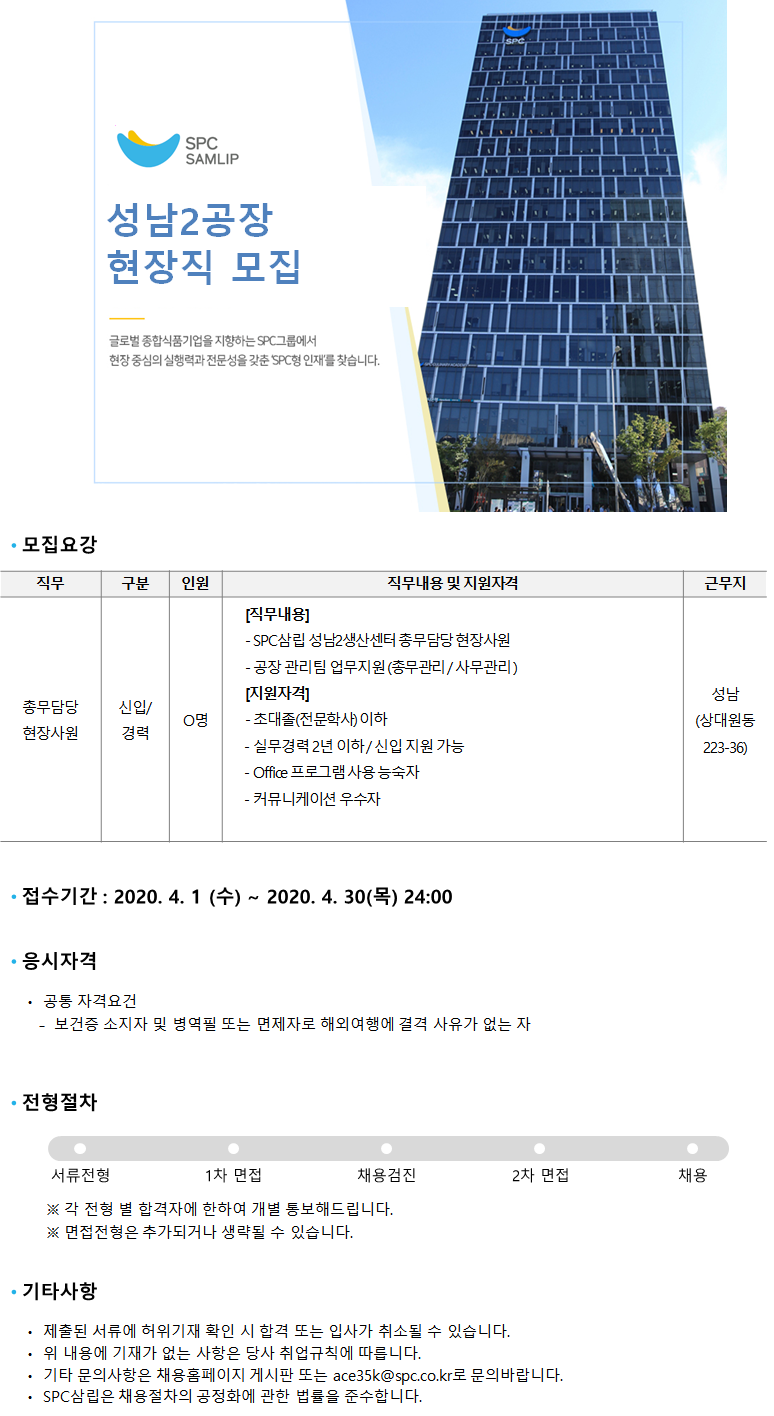 SPC
SPC
SAMLIP
성남2공장
현장직 모집
글로벌 종합식품기업을 지향하는 SPC그룹에서
현장 중심의 실행력과 전문성을 갖춘 'SPC형 인재'를 찾습니다.
• 모집요강
직무 구분 인원 직무내용 및 지원자격 근무지
총무담당
현장사원
신입/
경력
O명
[직무내용]
- SPC삼립 성남2생산센터 총무담당 현장사원
- 공장 관리팀 업무지원 (총무관리 / 사무관리)
[지원자격]
- 초대졸(전문학사) 이하
- 실무경력 2년 이하 / 신입 지원 가능
- Office 프로그램 사용 능숙자
- 커뮤니케이션 우수자
성남
(상대원동
223-36)
• 접수기간 : 2020. 4. 1 (수) ~ 2020. 4. 30(목) 24:00
• 응시자격
• 공통 자격요건
- 보건증 소지자 및 병역필 또는 면제자로 해외여행에 결격 사유가 없는 자
• 전형절차
서류전형 1차 면접 채용검진 2차 면접 채용
※ 각 전형 별 합격자에 한하여 개별 통보해드립니다.
※ 면접전형은 추가되거나 생략될 수 있습니다.
• 기타사항
• 제출된 서류에 허위기재 확인 시 합격 또는 입사가 취소될 수 있습니다.
• 위 내용에 기재가 없는 사항은 당사 취업규칙에 따릅니다.
• 기타 문의사항은 채용홈페이지 게시판 또는 ace35k@spc.co.kr로 문의바랍니다.
• SPC삼립은 채용절차의 공정화에 관한 법률을 준수합니다.